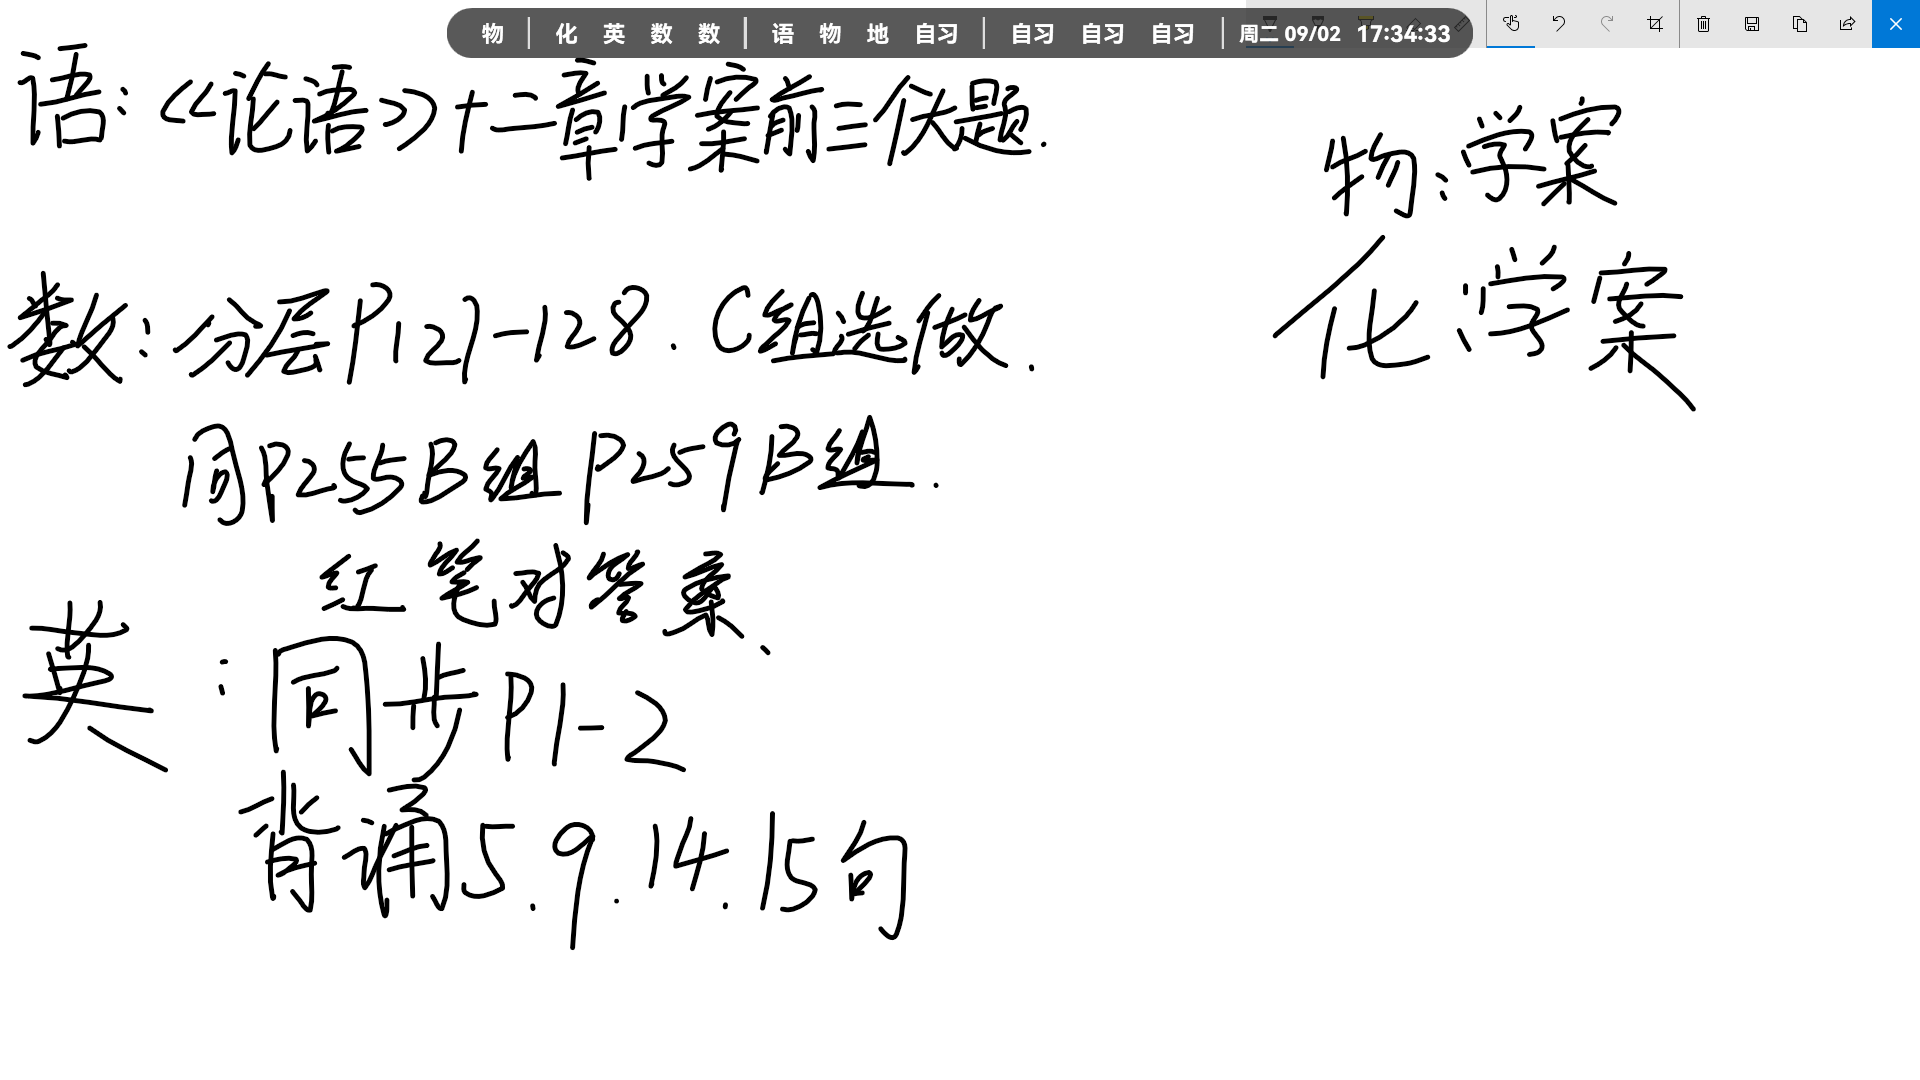 物 | 化 英 数 数 | 语 物 地 自习 | 自习 自习 自习 | 周二 09/02 17:34:33
语:《论语》十二章学案前三伏题.
数:分层P127-128. C组选做.
同P255B组 P259B组.
红笔对答案、
英:同步P1-2
背诵5.9.14.15句
物:学案
化:学案